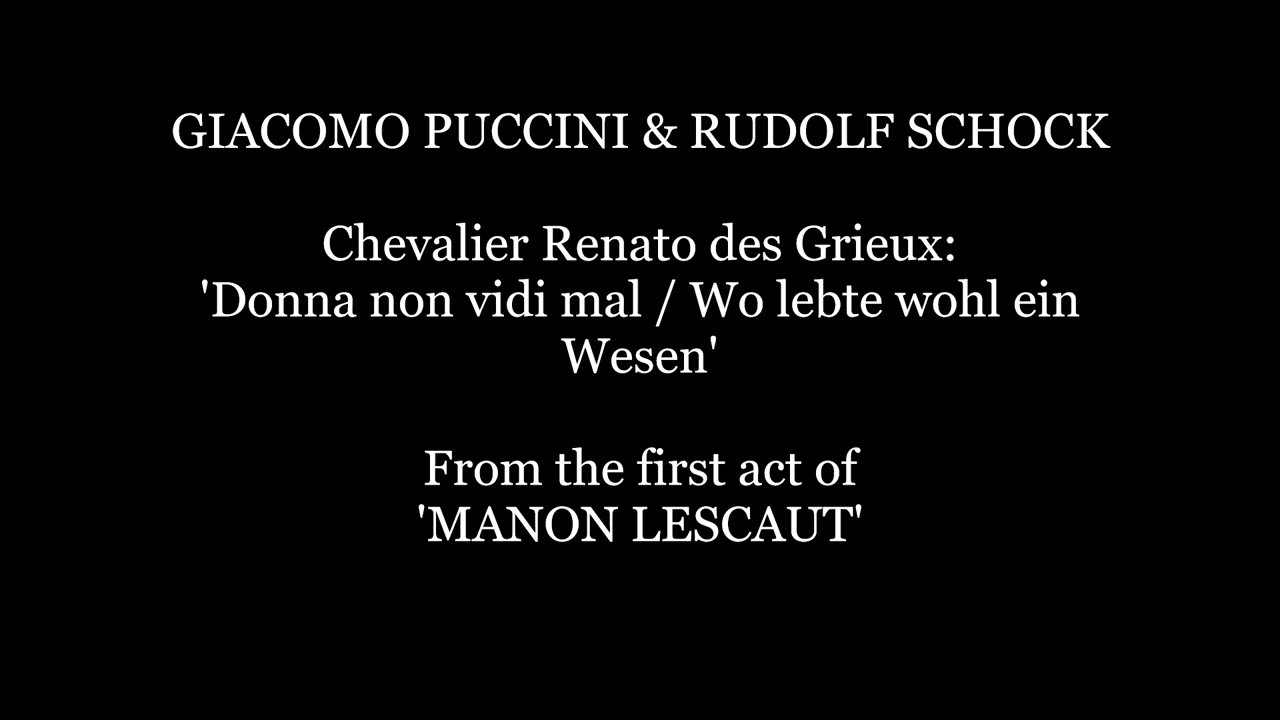 GIACOMO PUCCINI & RUDOLF SCHOCK
Chevalier Renato des Grieux:
'Donna non vidi mal / Wo lebte wohl ein
Wesen'
From the first act of
'MANON LESCAUT'